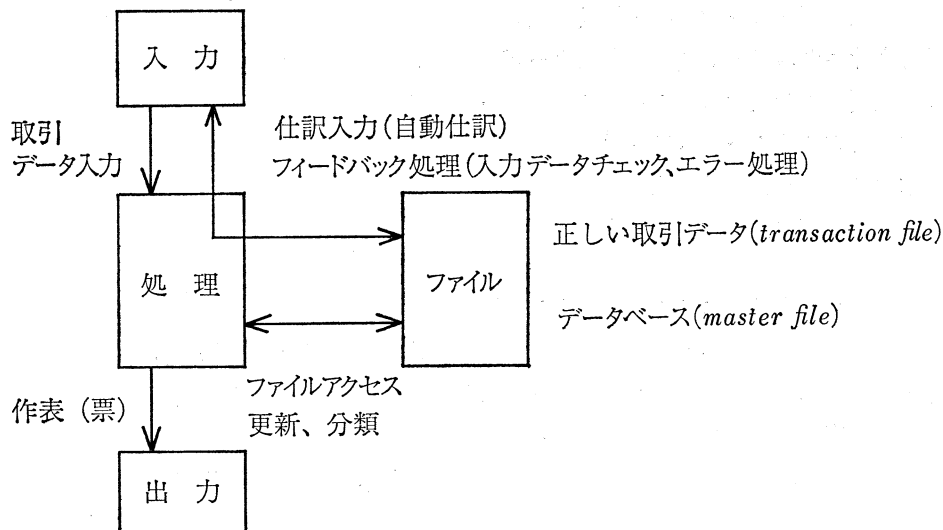 入力
取引
データ入力
仕訳入力(自動仕訳)
フィードバック処理(入力データチェック、エラー処理)
処理
ファイル
正しい取引データ(transaction file)
データベース(master file)
ファイルアクセス
更新、分類
作表(票)
出力